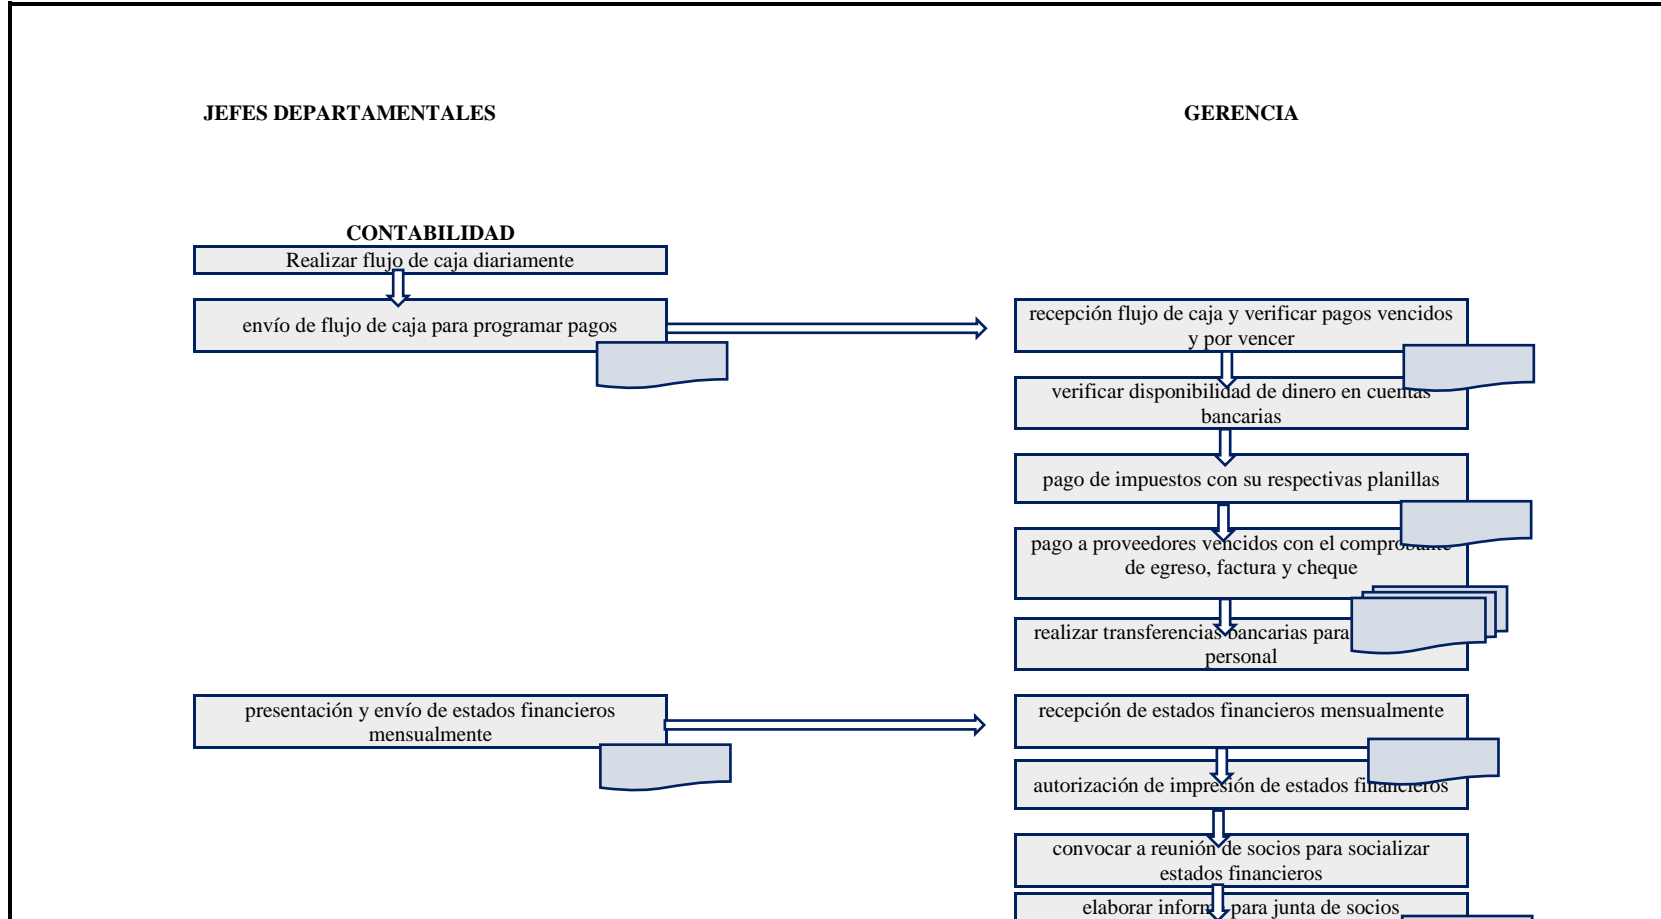 JEFES DEPARTAMENTALES
GERENCIA
CONTABILIDAD
Realizar flujo de caja diariamente
envío de flujo de caja para programar pagos
recepción flujo de caja y verificar pagos vencidos
y por vencer
verificar disponibilidad de dinero en cuentas
bancarias
pago de impuestos con su respectivas planillas
pago a proveedores vencidos con el comprobante
de egreso, factura y cheque
realizar transferencias bancarias para
personal
presentación y envío de estados financieros
mensualmente
recepción de estados financieros mensualmente
autorización de impresión de estados financieros
convocar a reunión de socios para socializar
estados financieros
elaborar informe para junta de socios